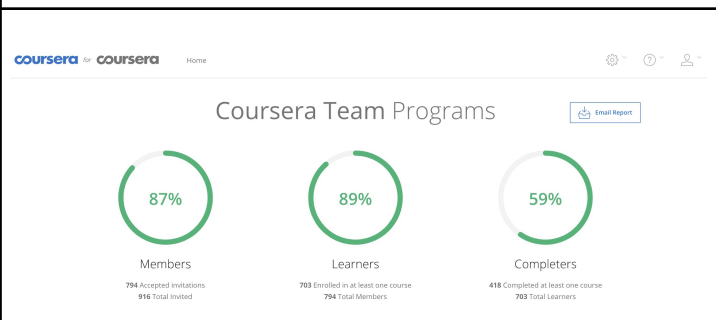 coursera for coursera Home
Coursera Team Programs
Email Report
87%
89%
59%
Members
Learners
Completers
794 Accepted invitations
703 Enrolled in at least one course
418 Completed at least one course
916 Total Invited
794 Total Members
703 Total Learners